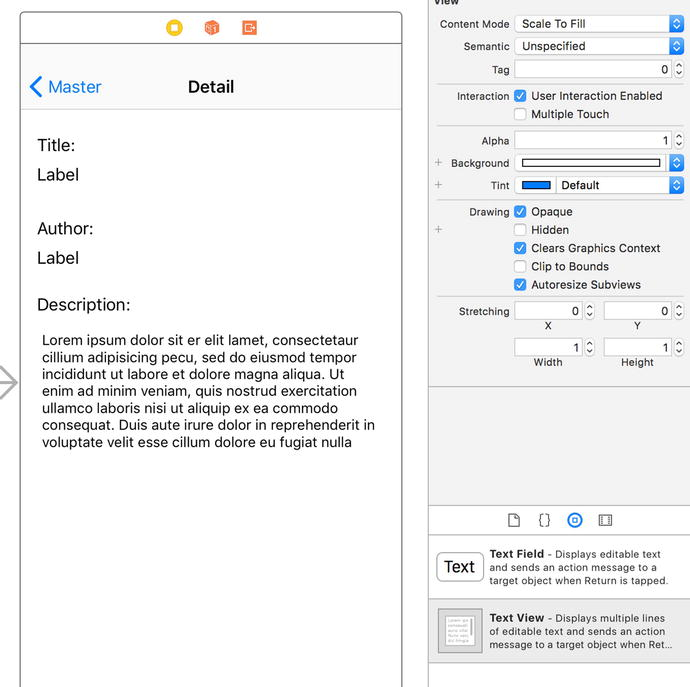 View
Content Mode Scale To Fill
Semantic Unspecified
Tag 0
Interaction User Interaction Enabled
Multiple Touch
Alpha 1
+ Background
+ Tint Default
Drawing Opaque
+ Hidden
Clears Graphics Context
Clip to Bounds
Autoresize Subviews
Stretching 0 0
X Y
1 1
Width Height
Master Detail
Title:
Label
Author:
Label
Description:
Lorem ipsum dolor sit er elit lamet, consectetaur
cillium adipisicing pecu, sed do eiusmod tempor
incididunt ut labore et dolore magna aliqua. Ut
enim ad minim veniam, quis nostrud exercitation
ullamco laboris nisi ut aliquip ex ea commodo
consequat. Duis aute irure dolor in reprehenderit in
voluptate velit esse cillum dolore eu fugiat nulla
Text
Text Field - Displays editable text
and sends an action message to a
target object when Return is tapped.
Text View - Displays multiple lines
of editable text and sends an action
message to a target object when Ret...